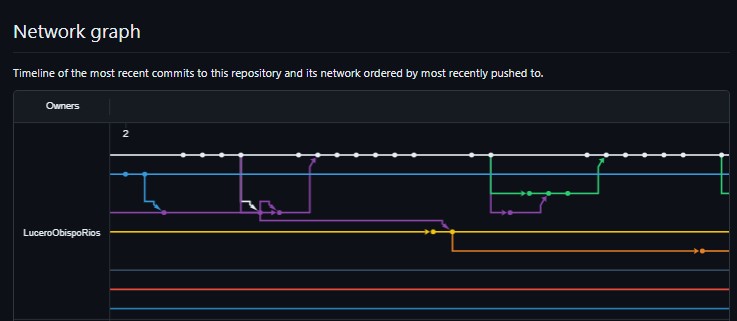 Network graph
Timeline of the most recent commits to this repository and its network ordered by most recently pushed to.
Owners
2
LuceroObispoRios